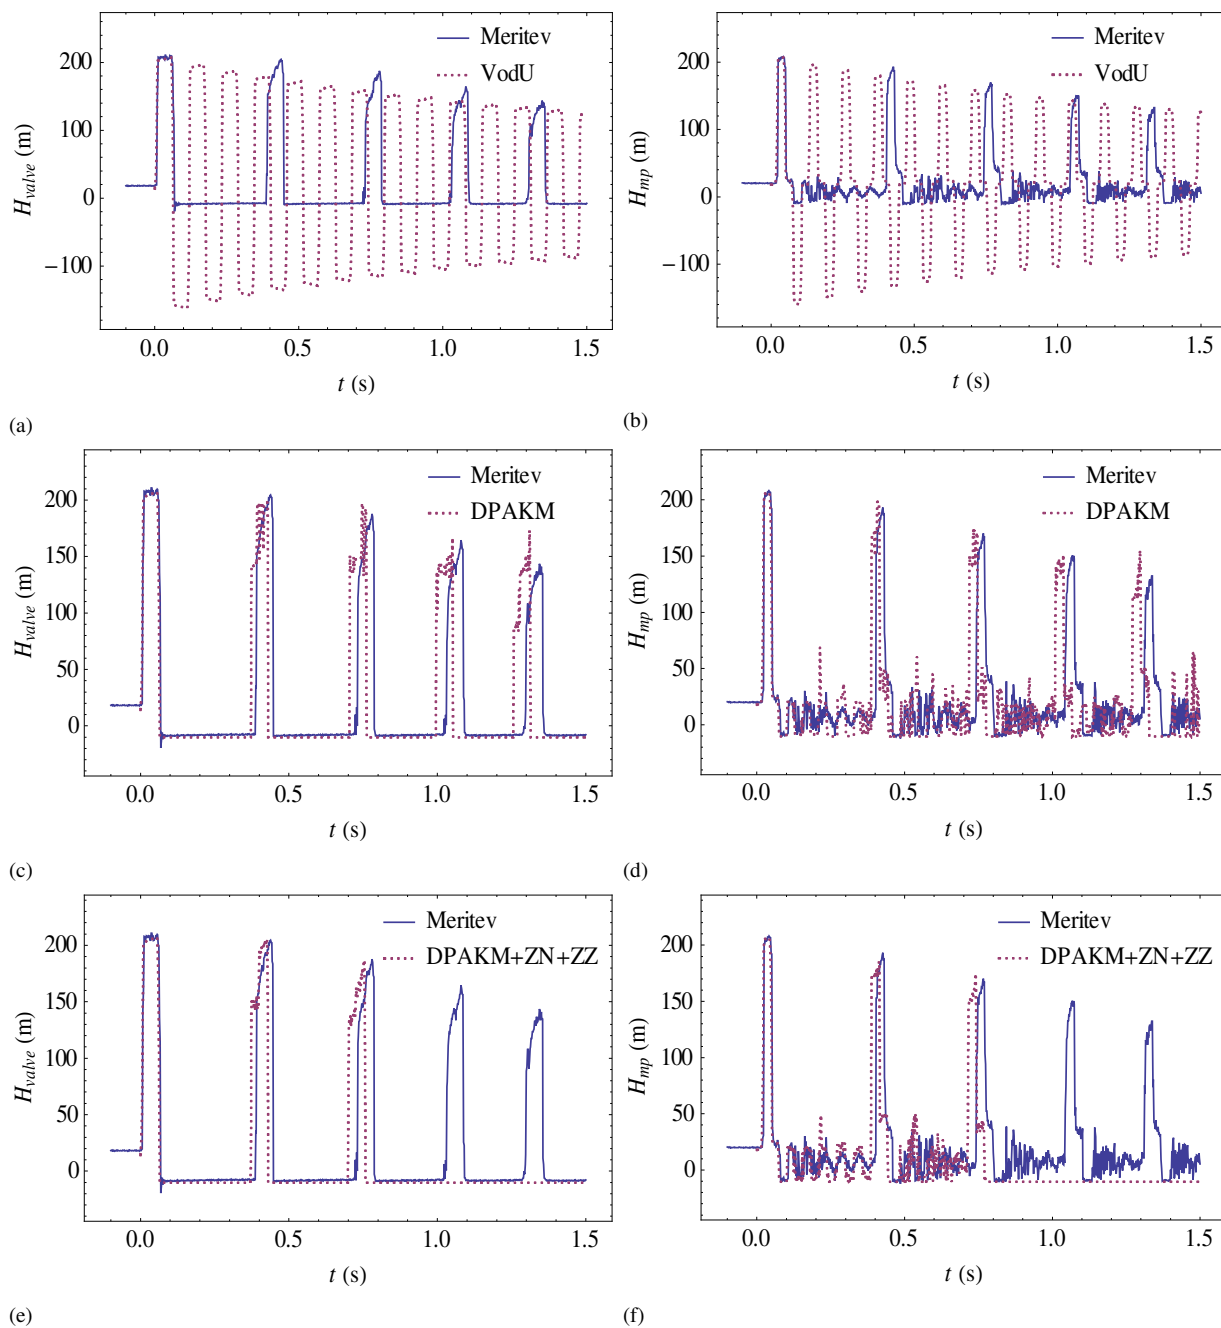 Meritev
VodU
200
100
0
−100
H_valve (m)
0.0 0.5 1.0 1.5
t (s)
(a)
Meritev
VodU
200
100
0
−100
H_mp (m)
0.0 0.5 1.0 1.5
t (s)
(b)
Meritev
DPAKM
200
150
100
50
0
H_valve (m)
0.0 0.5 1.0 1.5
t (s)
(c)
Meritev
DPAKM
200
150
100
50
0
H_mp (m)
0.0 0.5 1.0 1.5
t (s)
(d)
Meritev
DPAKM+ZN+ZZ
200
150
100
50
0
H_valve (m)
0.0 0.5 1.0 1.5
t (s)
(e)
Meritev
DPAKM+ZN+ZZ
200
150
100
50
0
H_mp (m)
0.0 0.5 1.0 1.5
t (s)
(f)